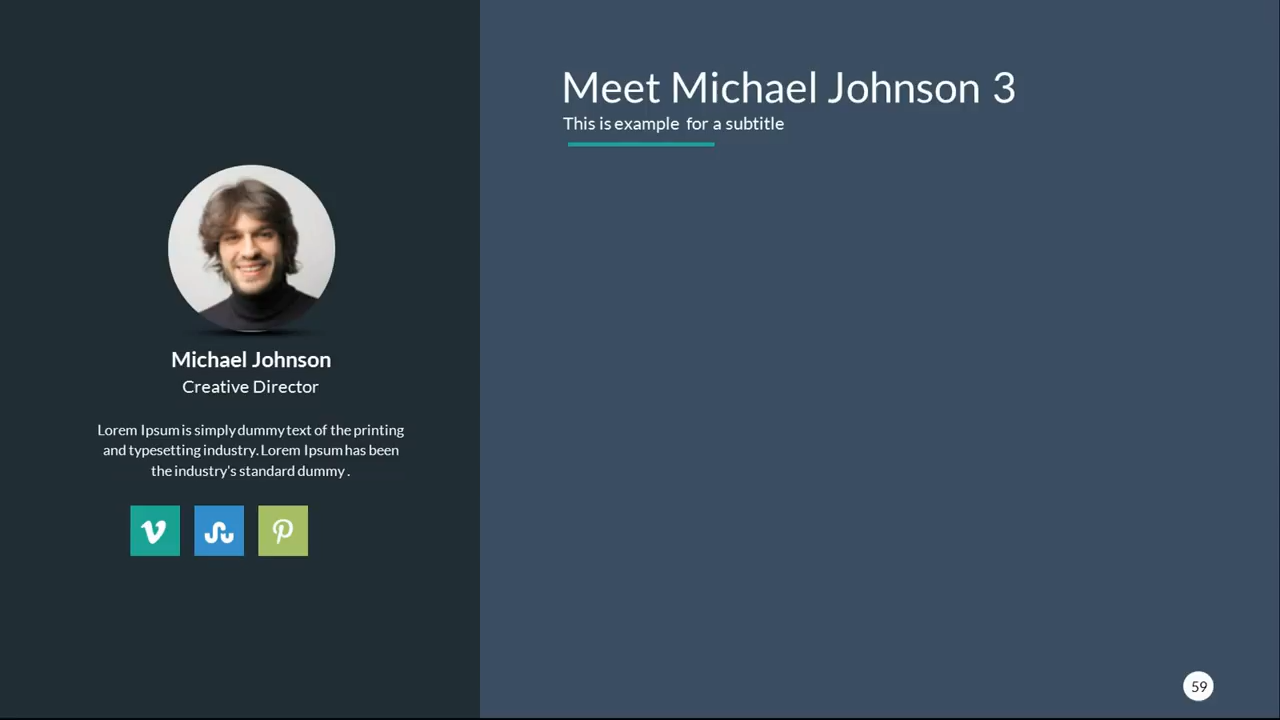 Meet Michael Johnson 3
This is example for a subtitle
Michael Johnson
Creative Director
Lorem Ipsum is simply dummy text of the printing
and typesetting industry. Lorem Ipsum has been
the industry's standard dummy .
59